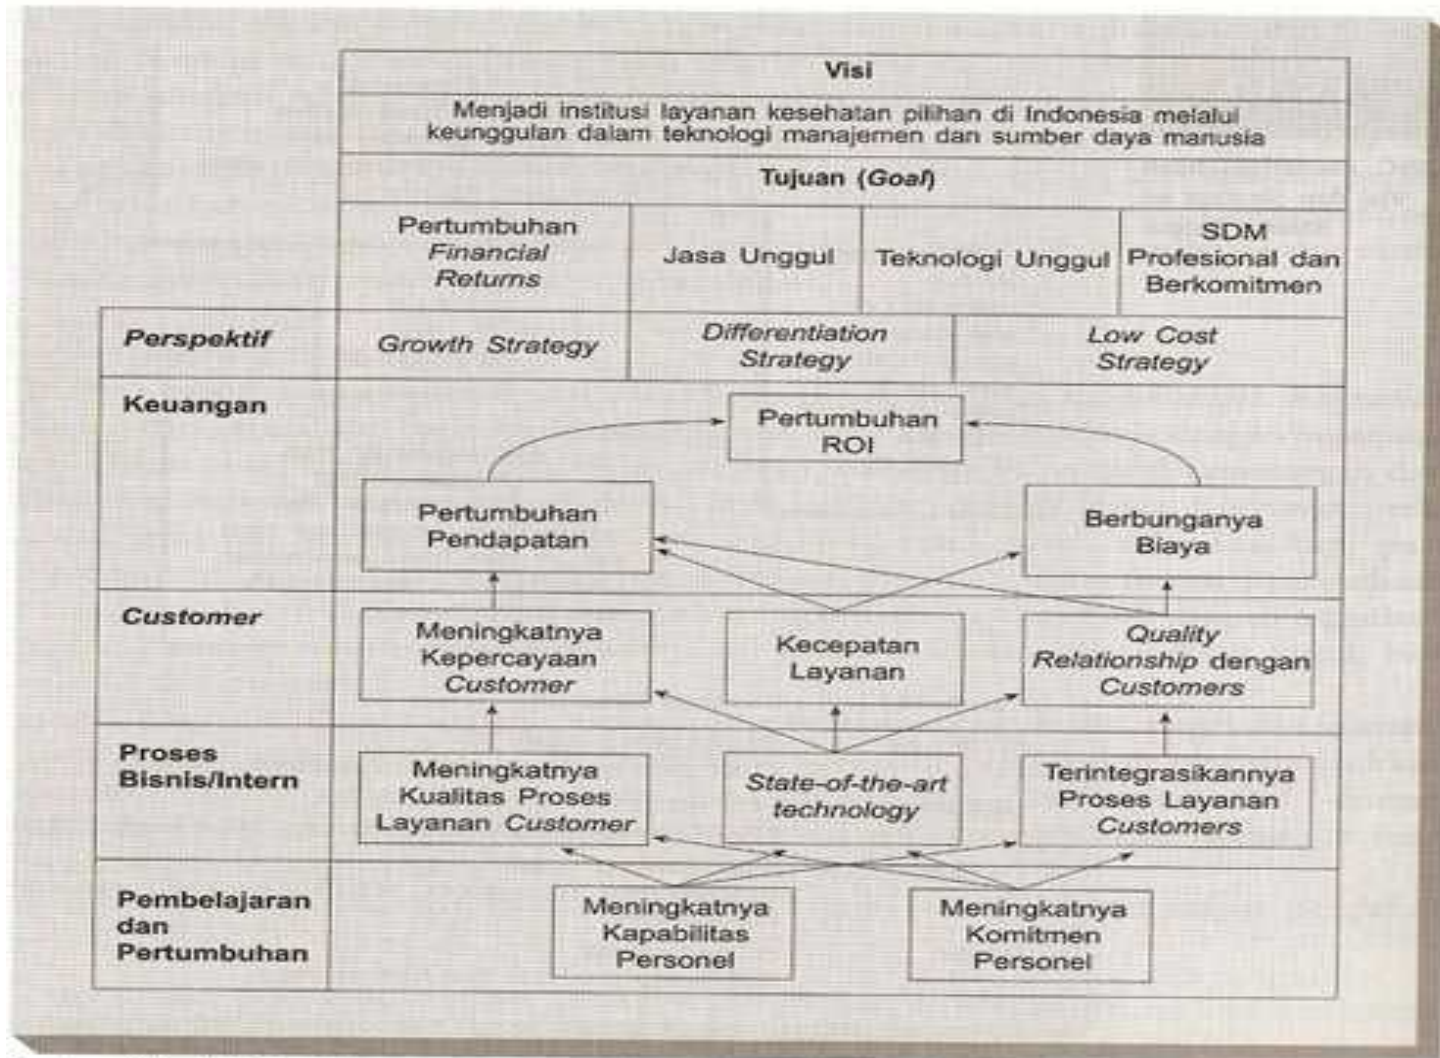 Visi
Menjadi institusi layanan kesehatan pilihan di Indonesia melalui
keunggulan dalam teknologi manajemen dan sumber daya manusia
Tujuan (Goal)
Pertumbuhan
Financial
Returns
Jasa Unggul
Teknologi Unggul
SDM
Profesional dan
Berkomitmen
Perspektif
Growth Strategy
Differentiation
Strategy
Low Cost
Strategy
Keuangan
Pertumbuhan
ROI
Pertumbuhan
Pendapatan
Berbunganya
Biaya
Customer
Meningkatnya
Kepercayaan
Customer
Kecepatan
Layanan
Quality
Relationship dengan
Customers
Proses
Bisnis/Intern
Meningkatnya
Kualitas Proses
Layanan Customer
State-of-the-art
technology
Terintegrasikannya
Proses Layanan
Customers
Pembelajaran
dan
Pertumbuhan
Meningkatnya
Kapabilitas
Personel
Meningkatnya
Komitmen
Personel